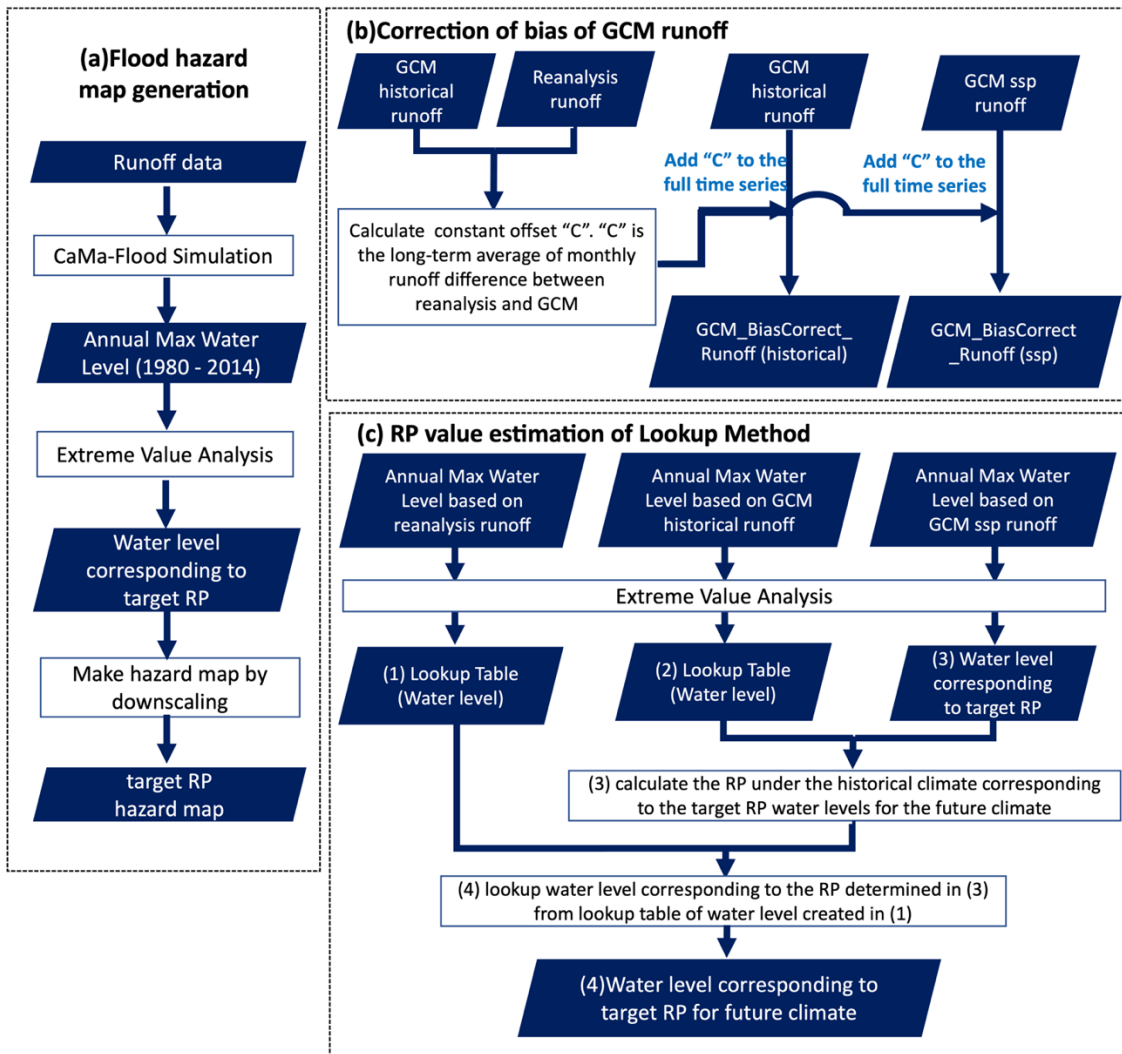 (a)Flood hazard
map generation
Runoff data
CaMa-Flood Simulation
Annual Max Water
Level (1980 - 2014)
Extreme Value Analysis
Water level
corresponding to
target RP
Make hazard map by
downscaling
target RP
hazard map
(b)Correction of bias of GCM runoff
GCM
historical
runoff
Reanalysis
runoff
GCM
historical
runoff
GCM ssp
runoff
Add “C” to the
full time series
Add “C” to the
full time series
Calculate constant offset “C”. “C” is
the long-term average of monthly
runoff difference between
reanalysis and GCM
GCM_BiasCorrect_
Runoff (historical)
GCM_BiasCorrect
_Runoff (ssp)
(c) RP value estimation of Lookup Method
Annual Max Water
Level based on
reanalysis runoff
Annual Max Water
Level based on GCM
historical runoff
Annual Max Water
Level based on
GCM ssp runoff
Extreme Value Analysis
(1) Lookup Table
(Water level)
(2) Lookup Table
(Water level)
(3) Water level
corresponding
to target RP
(3) calculate the RP under the historical climate corresponding
to the target RP water levels for the future climate
(4) lookup water level corresponding to the RP determined in (3)
from lookup table of water level created in (1)
(4)Water level corresponding to
target RP for future climate